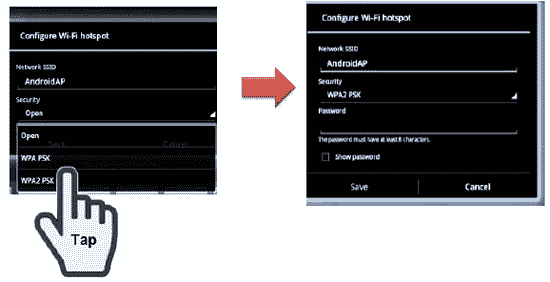 Configure Wi-Fi hotspot
Network SSID
AndroidAP
Security
Open
Open
Save
Cancel
WPA PSK
WPA2 PSK
Tap
Configure Wi-Fi hotspot
Network SSID
AndroidAP
Security
WPA2 PSK
Password
The password must have at least 8 characters.
Show password
Save
Cancel